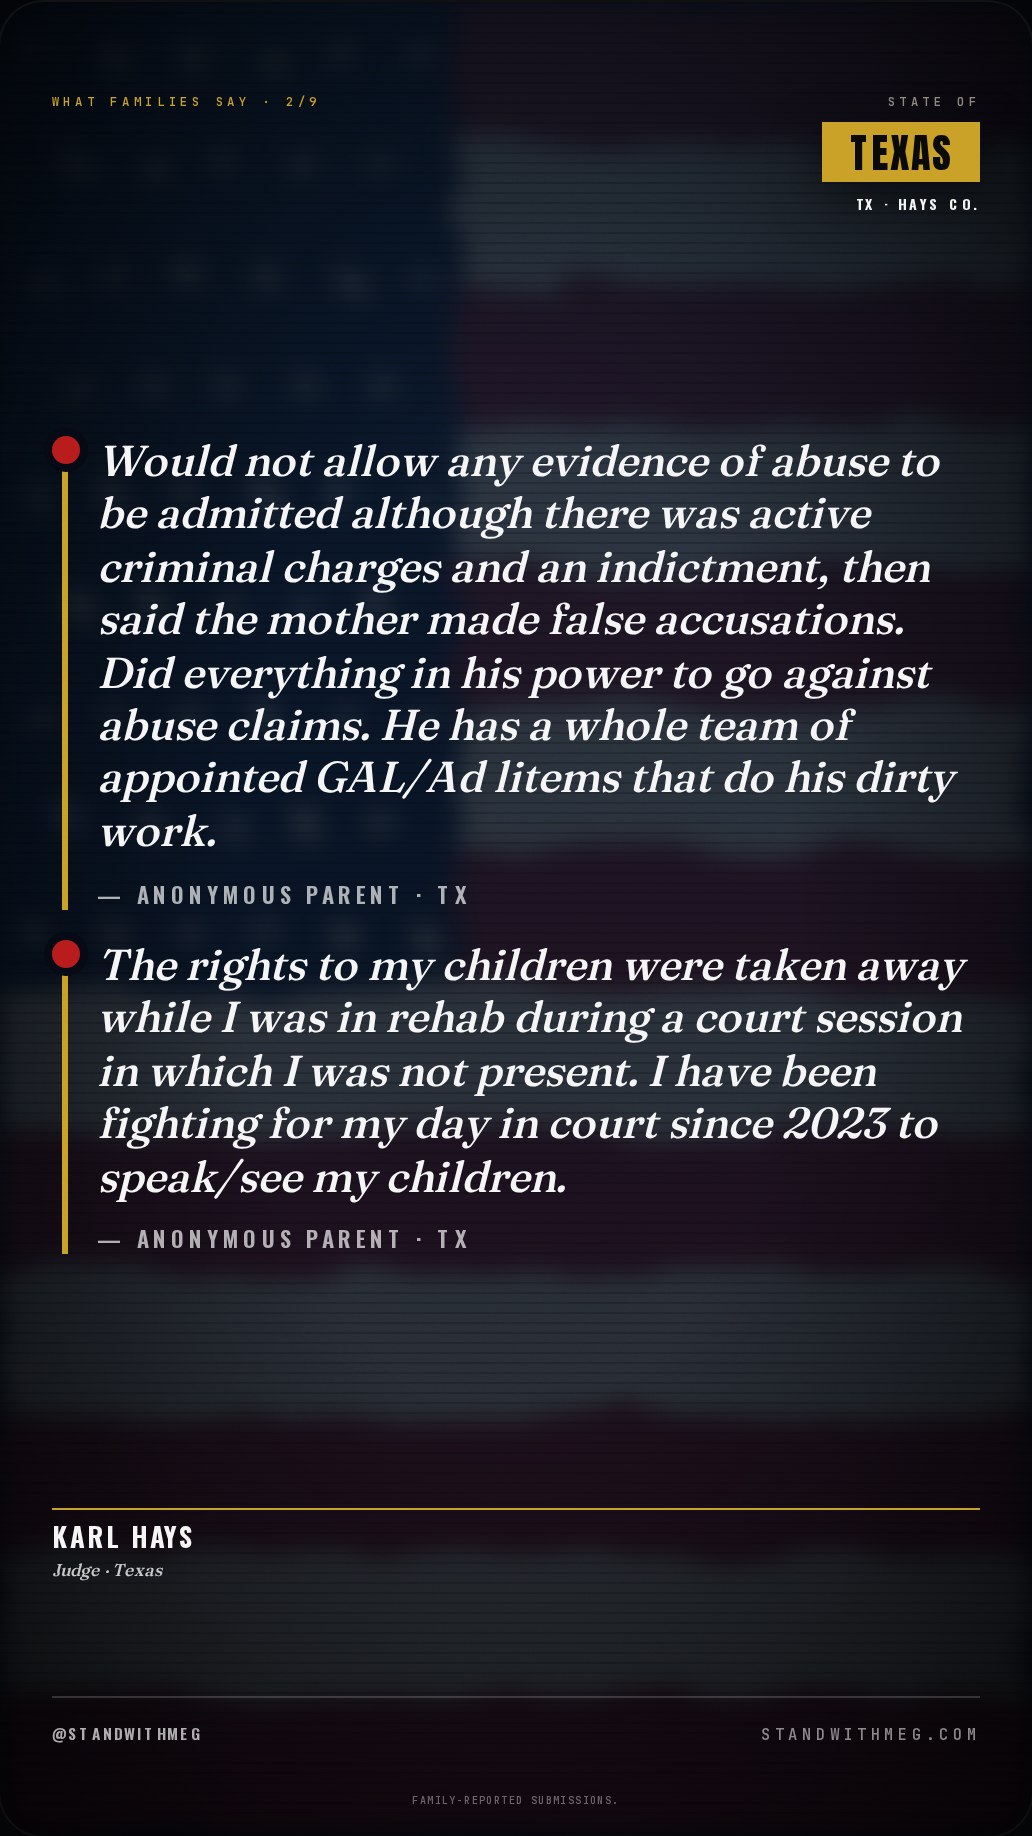 WHAT FAMILIES SAY · 2/9
STATE OF
TEXAS
TX · HAYS CO.
Would not allow any evidence of abuse to
be admitted although there was active
criminal charges and an indictment, then
said the mother made false accusations.
Did everything in his power to go against
abuse claims. He has a whole team of
appointed GAL/Ad litems that do his dirty
work.
— ANONYMOUS PARENT · TX
The rights to my children were taken away
while I was in rehab during a court session
in which I was not present. I have been
fighting for my day in court since 2023 to
speak/see my children.
— ANONYMOUS PARENT · TX
KARL HAYS
Judge · Texas
@STANDWITHMEG
STANDWITHMEG.COM
FAMILY-REPORTED SUBMISSIONS.